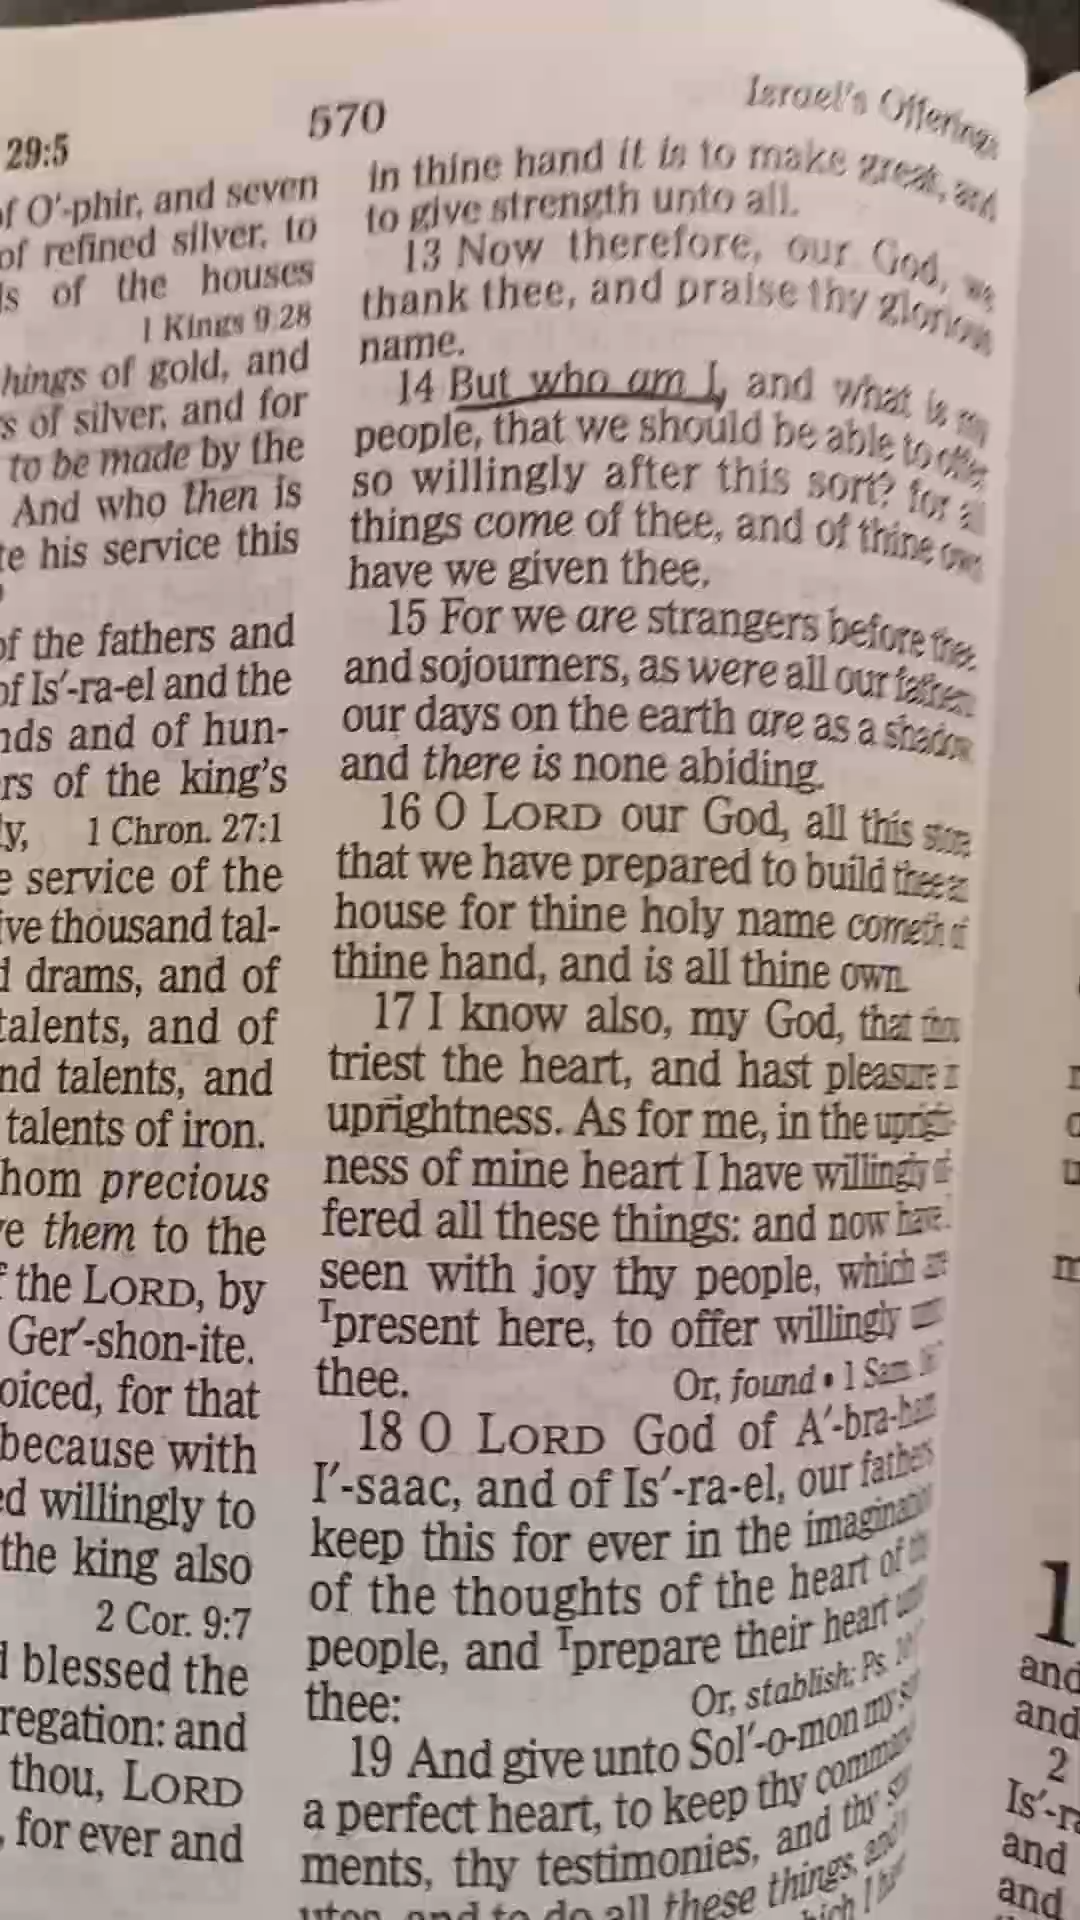 29:5
570
Israel's Offerings
of O'-phir, and seven
of refined silver, to
of the houses
1 Kings 9:28
things of gold, and
of silver, and for
to be made by the
And who then is
his service this
of the fathers and
of Is'-ra-el and the
and of hun-
of the king's
1 Chron. 27:1
service of the
thousand tal-
drams, and of
talents, and of
talents, and
talents of iron.
precious
them to the
the LORD, by
Ger'-shon-ite.
for that
because with
willingly to
the king also
2 Cor. 9:7
blessed the
and
thou, LORD
for ever and
in thine hand it is to make great, and
to give strength unto all.
13 Now therefore, our God, we
thank thee, and praise thy glorious
name.
14 But who am I, and what is my
people, that we should be able to offer
so willingly after this sort? for all
things come of thee, and of thine own
have we given thee.
15 For we are strangers before thee,
and sojourners, as were all our fathers:
our days on the earth are as a shadow,
and there is none abiding.
16 O LORD our God, all this store
that we have prepared to build thee an
house for thine holy name cometh of
thine hand, and is all thine own.
17 I know also, my God, that thou
triest the heart, and hast pleasure in
uprightness. As for me, in the upright-
ness of mine heart I have willingly of-
fered all these things: and now have I
seen with joy thy people, which are
present here, to offer willingly unto
thee.
Or, found • 1 Sam.
18 O LORD God of A'-bra-ham
I'-saac, and of Is'-ra-el, our fathers
keep this for ever in the imagination
of the thoughts of the heart of thy
people, and prepare their heart unto
thee:
Or, stablish; Ps.
19 And give unto Sol'-o-mon my son
a perfect heart, to keep thy command-
ments, thy testimonies, and thy
and to do all these things, and
which I
1
and
and
2
and
and